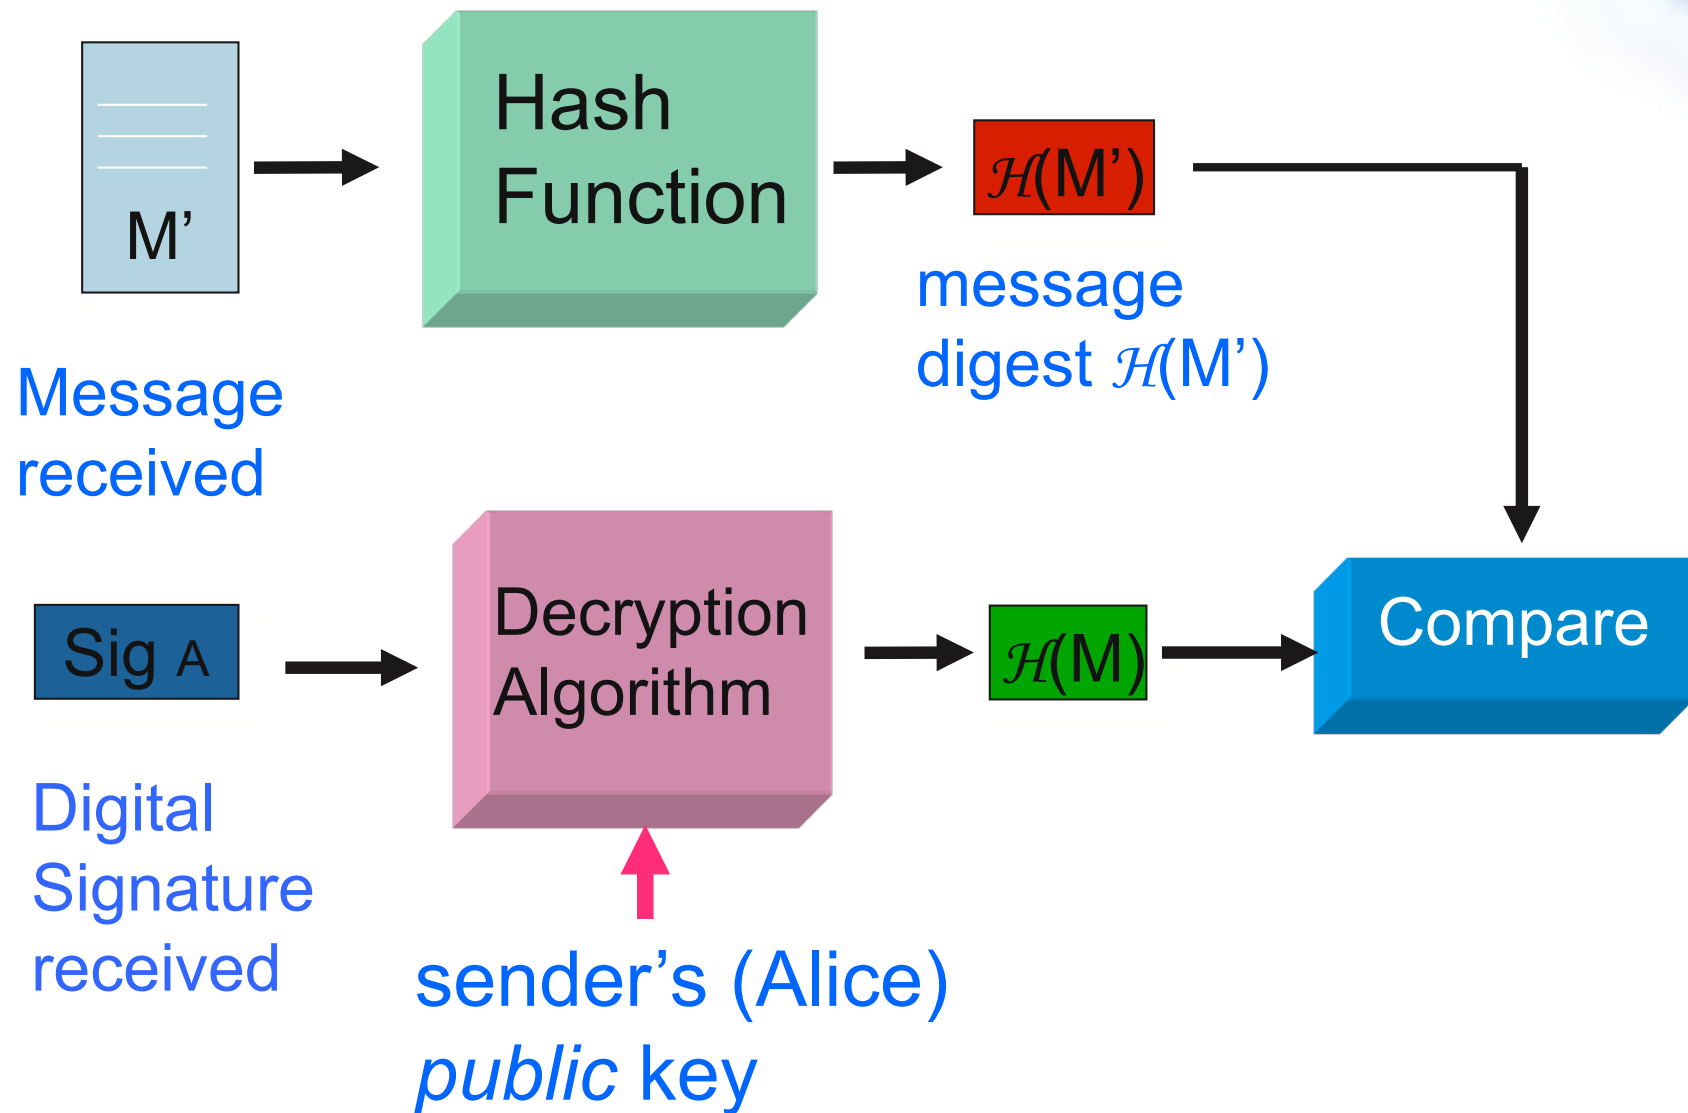 Hash
Function
M’
ℋ(M’)
message
digest ℋ(M’)
Message
received
Sig A
Decryption
Algorithm
ℋ(M)
Compare
Digital
Signature
received
sender’s (Alice)
public key